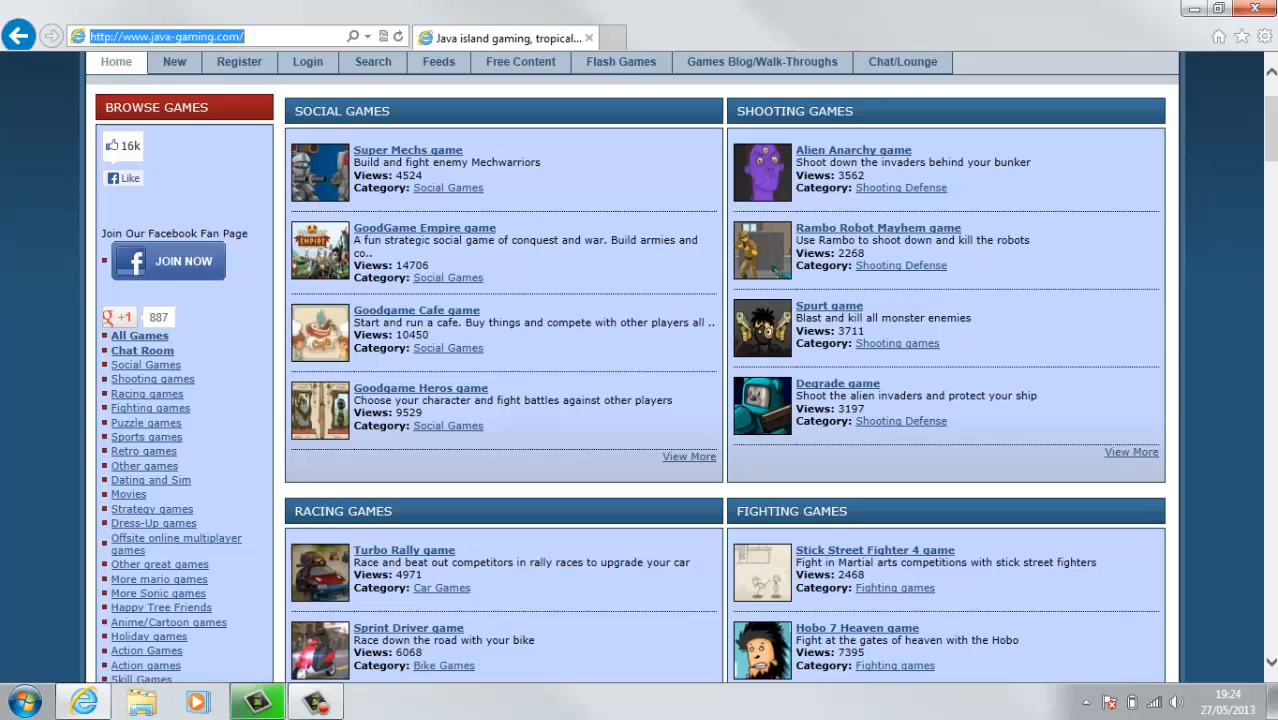 http://www.java-gaming.com/
Java island gaming, tropical...
Home
New
Register
Login
Search
Feeds
Free Content
Flash Games
Games Blog/Walk-Throughs
Chat/Lounge
BROWSE GAMES
16k
Like
Join Our Facebook Fan Page
JOIN NOW
+1
887
All Games
Chat Room
Social Games
Shooting games
Racing games
Fighting games
Puzzle games
Sports games
Retro games
Other games
Dating and Sim
Movies
Strategy games
Dress-Up games
Offsite online multiplayer
games
Other great games
More mario games
More Sonic games
Happy Tree Friends
Anime/Cartoon games
Holiday games
Action Games
Action games
Skill Games
SOCIAL GAMES
Super Mechs game
Build and fight enemy Mechwarriors
Views: 4524
Category: Social Games
GoodGame Empire game
A fun strategic social game of conquest and war. Build armies and
co..
Views: 14706
Category: Social Games
Goodgame Cafe game
Start and run a cafe. Buy things and compete with other players all ..
Views: 10450
Category: Social Games
Goodgame Heros game
Choose your character and fight battles against other players
Views: 9529
Category: Social Games
View More
SHOOTING GAMES
Alien Anarchy game
Shoot down the invaders behind your bunker
Views: 3562
Category: Shooting Defense
Rambo Robot Mayhem game
Use Rambo to shoot down and kill the robots
Views: 2268
Category: Shooting Defense
Spurt game
Blast and kill all monster enemies
Views: 3711
Category: Shooting games
Degrade game
Shoot the alien invaders and protect your ship
Views: 3197
Category: Shooting Defense
View More
RACING GAMES
Turbo Rally game
Race and beat out competitors in rally races to upgrade your car
Views: 4971
Category: Car Games
Sprint Driver game
Race down the road with your bike
Views: 6068
Category: Bike Games
FIGHTING GAMES
Stick Street Fighter 4 game
Fight in Martial arts competitions with stick street fighters
Views: 2468
Category: Fighting games
Hobo 7 Heaven game
Fight at the gates of heaven with the Hobo
Views: 7395
Category: Fighting games
19:24
27/05/2013